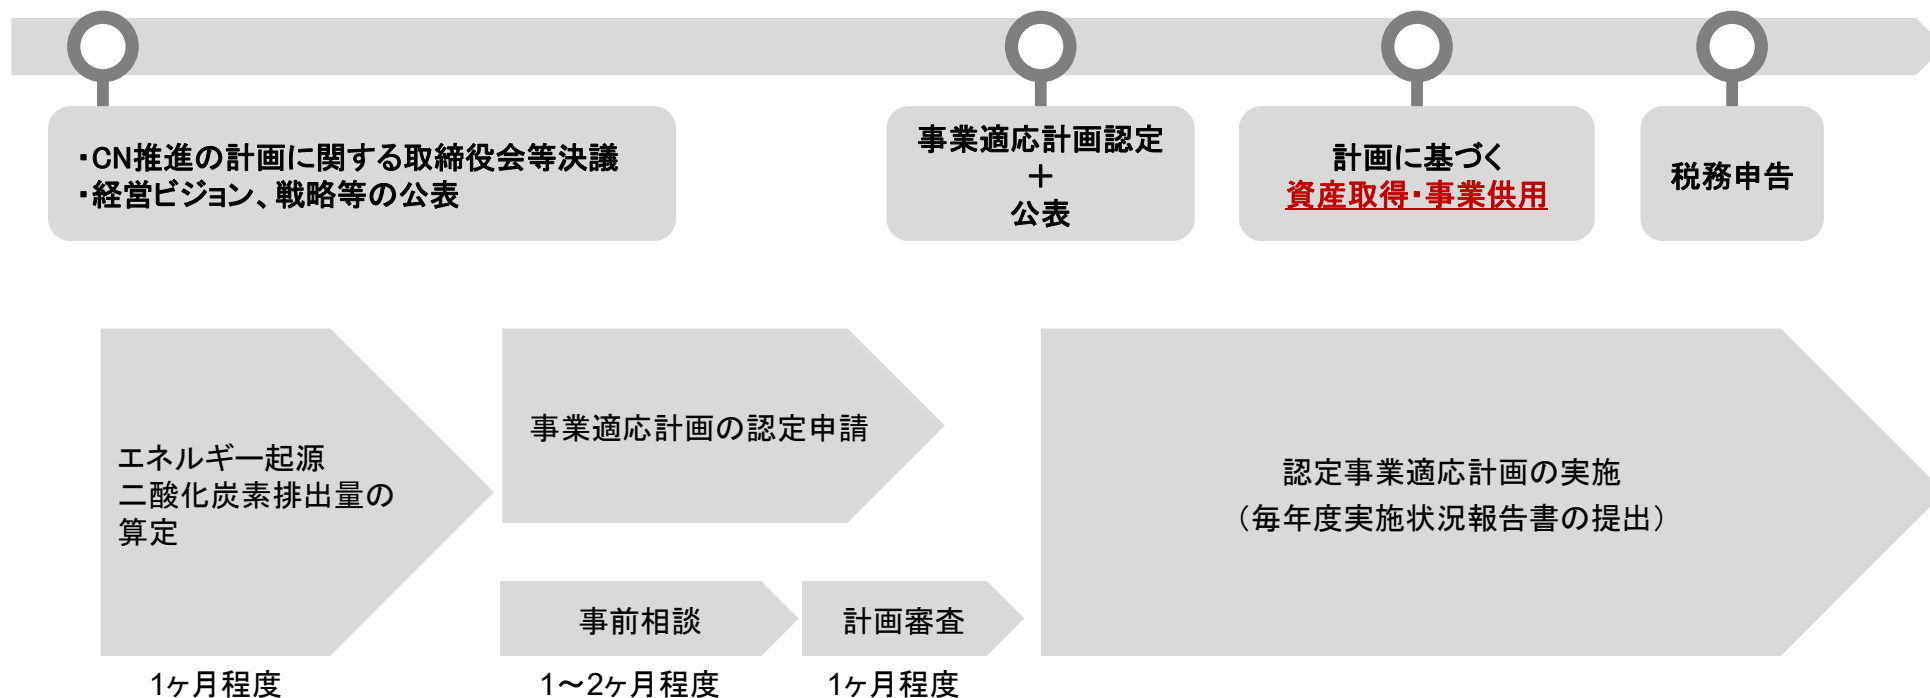 ・CN推進の計画に関する取締役会等決議
・経営ビジョン、戦略等の公表
事業適応計画認定
＋
公表
計画に基づく
資産取得・事業供用
税務申告
エネルギー起源
二酸化炭素排出量の
算定
事業適応計画の認定申請
認定事業適応計画の実施
（毎年度実施状況報告書の提出）
事前相談
計画審査
1ヶ月程度
1～2ヶ月程度
1ヶ月程度